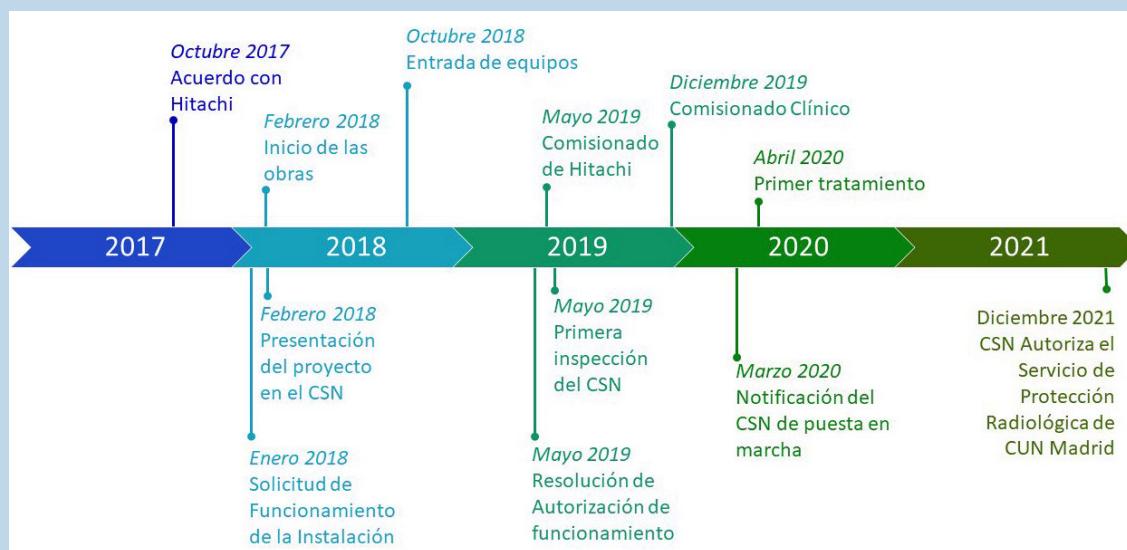 Octubre 2017
Acuerdo con
Hitachi
Febrero 2018
Inicio de las
obras
Octubre 2018
Entrada de equipos
Mayo 2019
Comisionado
de Hitachi
Diciembre 2019
Comisionado Clínico
Abril 2020
Primer tratamiento
2017
2018
2019
2020
2021
Enero 2018
Solicitud de
Funcionamiento
de la Instalación
Febrero 2018
Presentación
del proyecto
en el CSN
Mayo 2019
Resolución de
Autorización de
funcionamiento
Mayo 2019
Primera
inspección
del CSN
Marzo 2020
Notificación del
CSN de puesta en
marcha
Diciembre 2021
CSN Autoriza el
Servicio de
Protección
Radiológica de
CUN Madrid